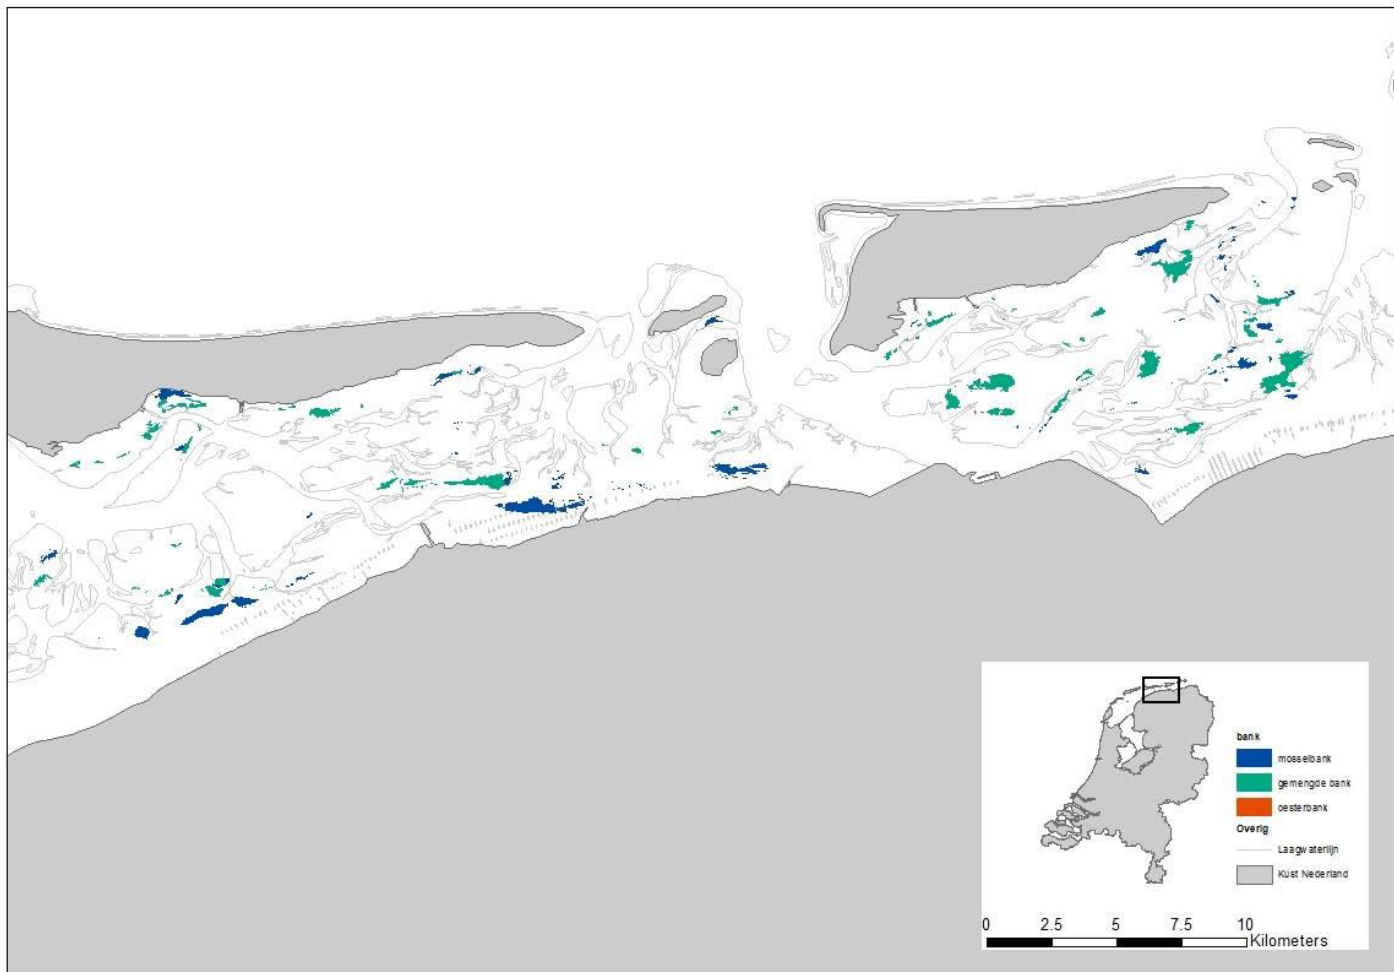 bank
mosselbank
gemengde bank
oesterbank
Overig
Laagwaterlijn
Kust Nederland
0 2.5 5 7.5 10
Kilometers